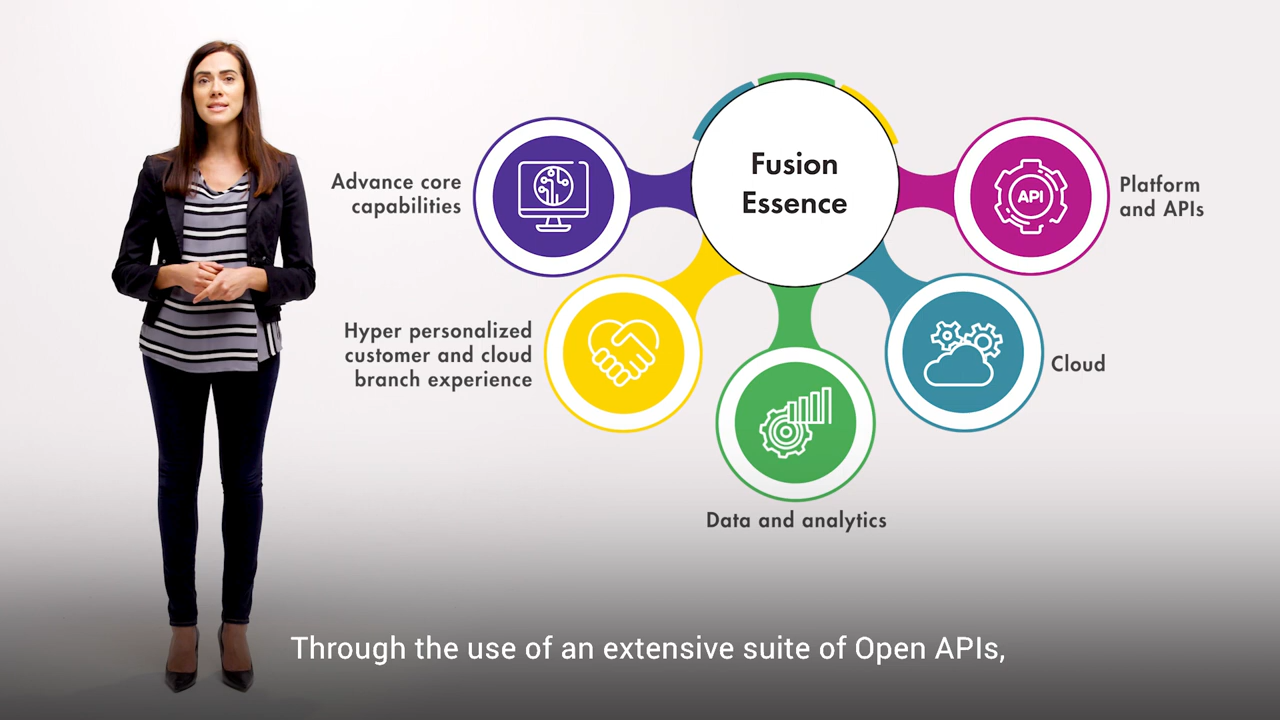 Fusion
Essence
Advance core
capabilities
API
Platform
and APIs
Hyper personalized
customer and cloud
branch experience
Cloud
Data and analytics
Through the use of an extensive suite of Open APIs,